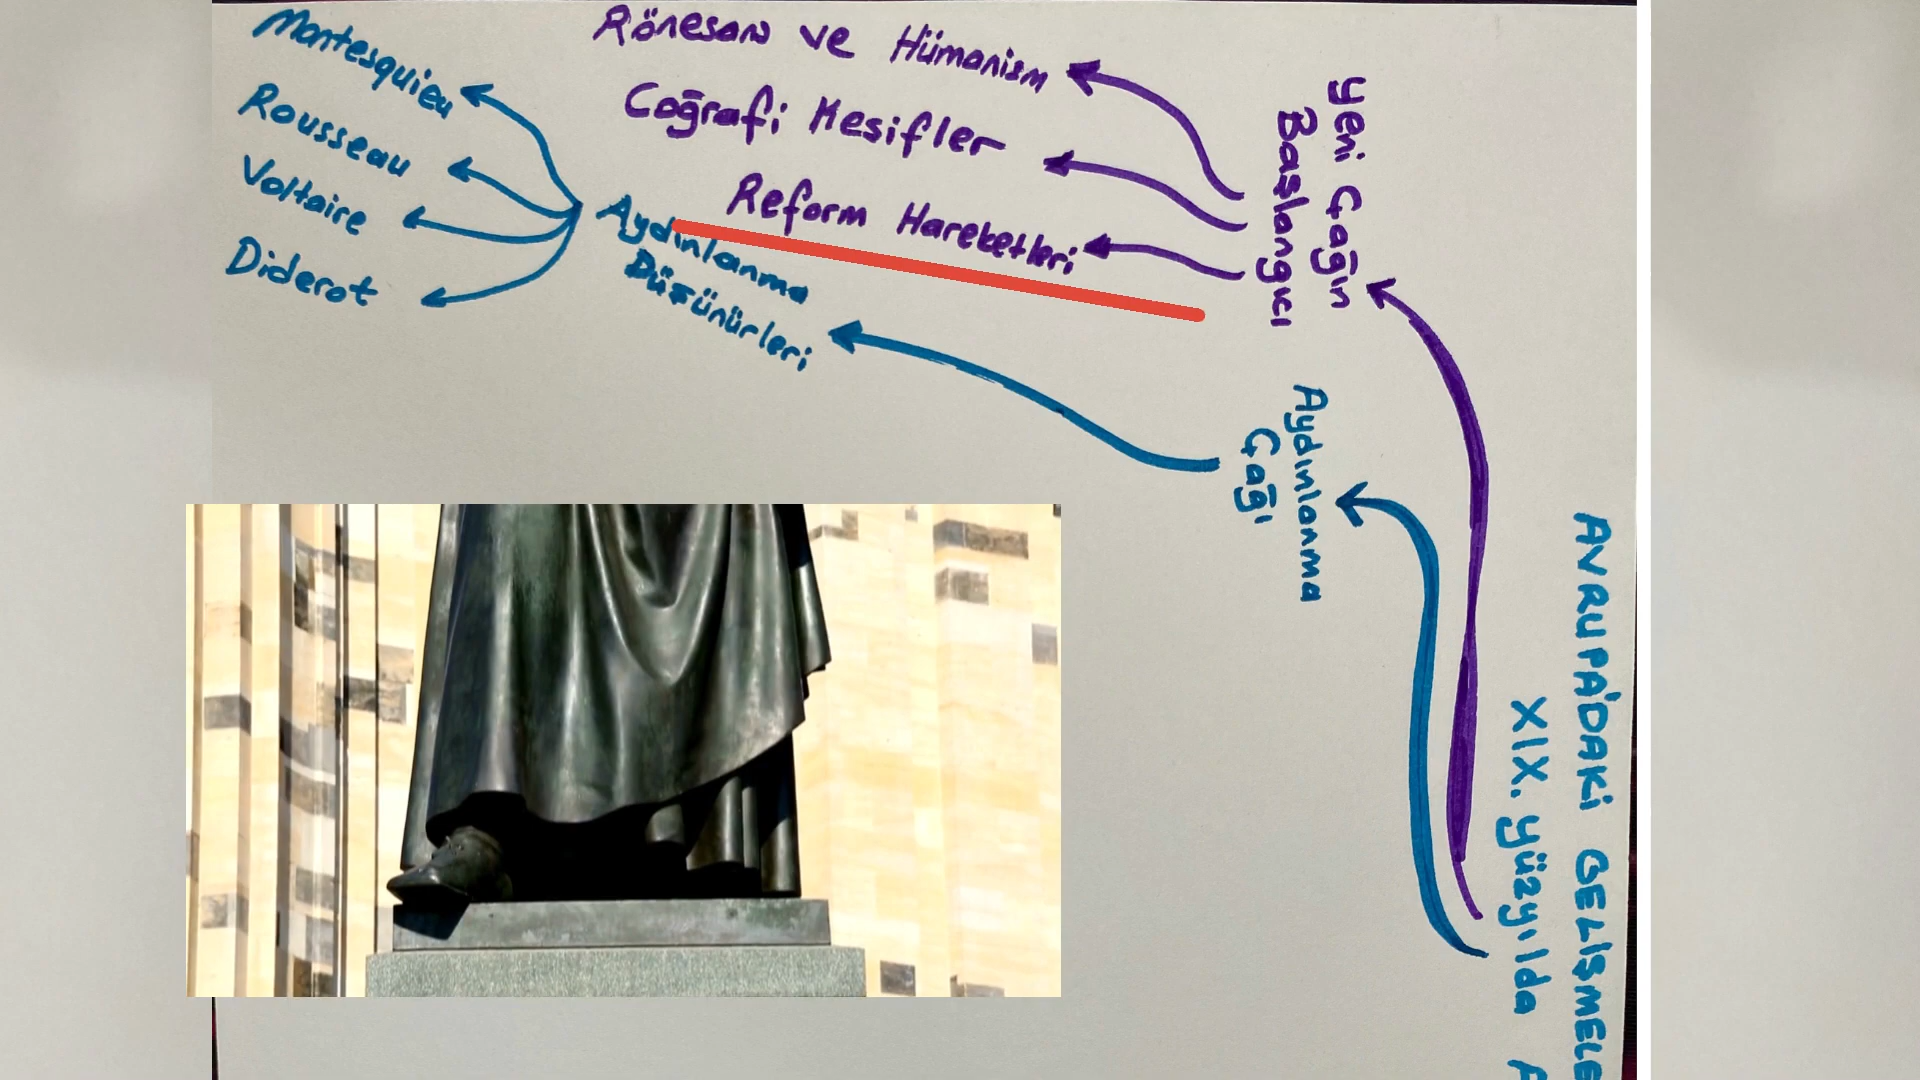 Montesquieu
Rousseau
Voltaire
Diderot
Aydınlanma
Düşünürleri
Rönesans ve Hümanizm
Coğrafi Kesifler
Reform Hareketleri
Yeni Çağın
Başlangıcı
Aydınlanma
Çağı
AVRUPA'DAKİ GELİŞMELE
XIX. yüzyılda